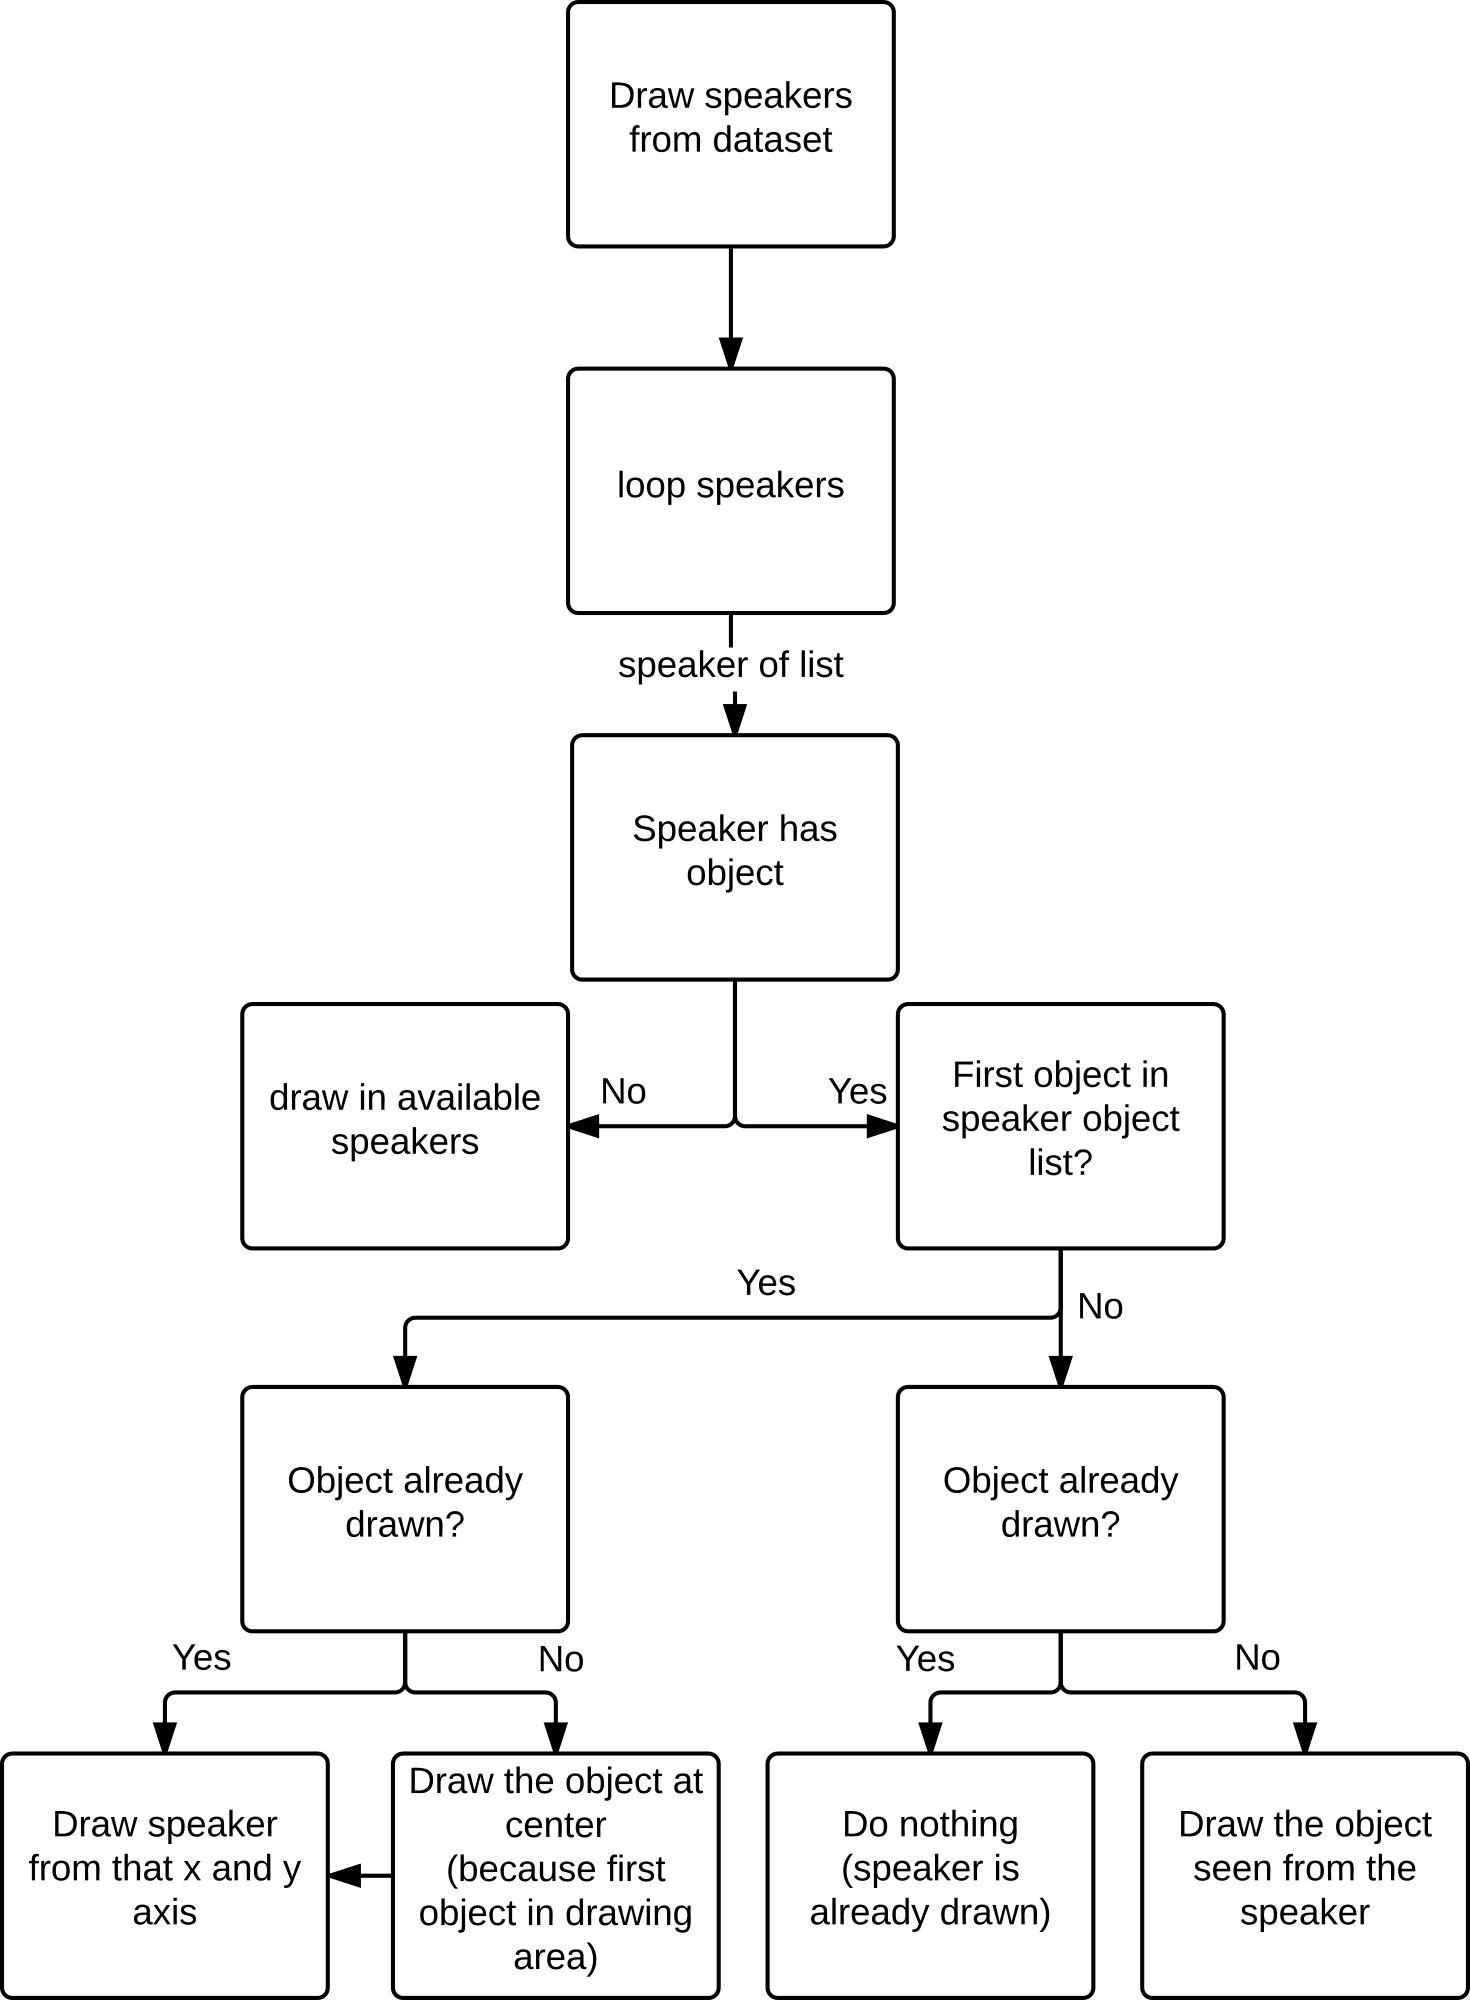 Draw speakers
from dataset
loop speakers
speaker of list
Speaker has
object
No
Yes
draw in available
speakers
First object in
speaker object
list?
Yes
No
Object already
drawn?
Object already
drawn?
Yes
No
Yes
No
Draw speaker
from that x and y
axis
Draw the object at
center
(because first
object in drawing
area)
Do nothing
(speaker is
already drawn)
Draw the object
seen from the
speaker